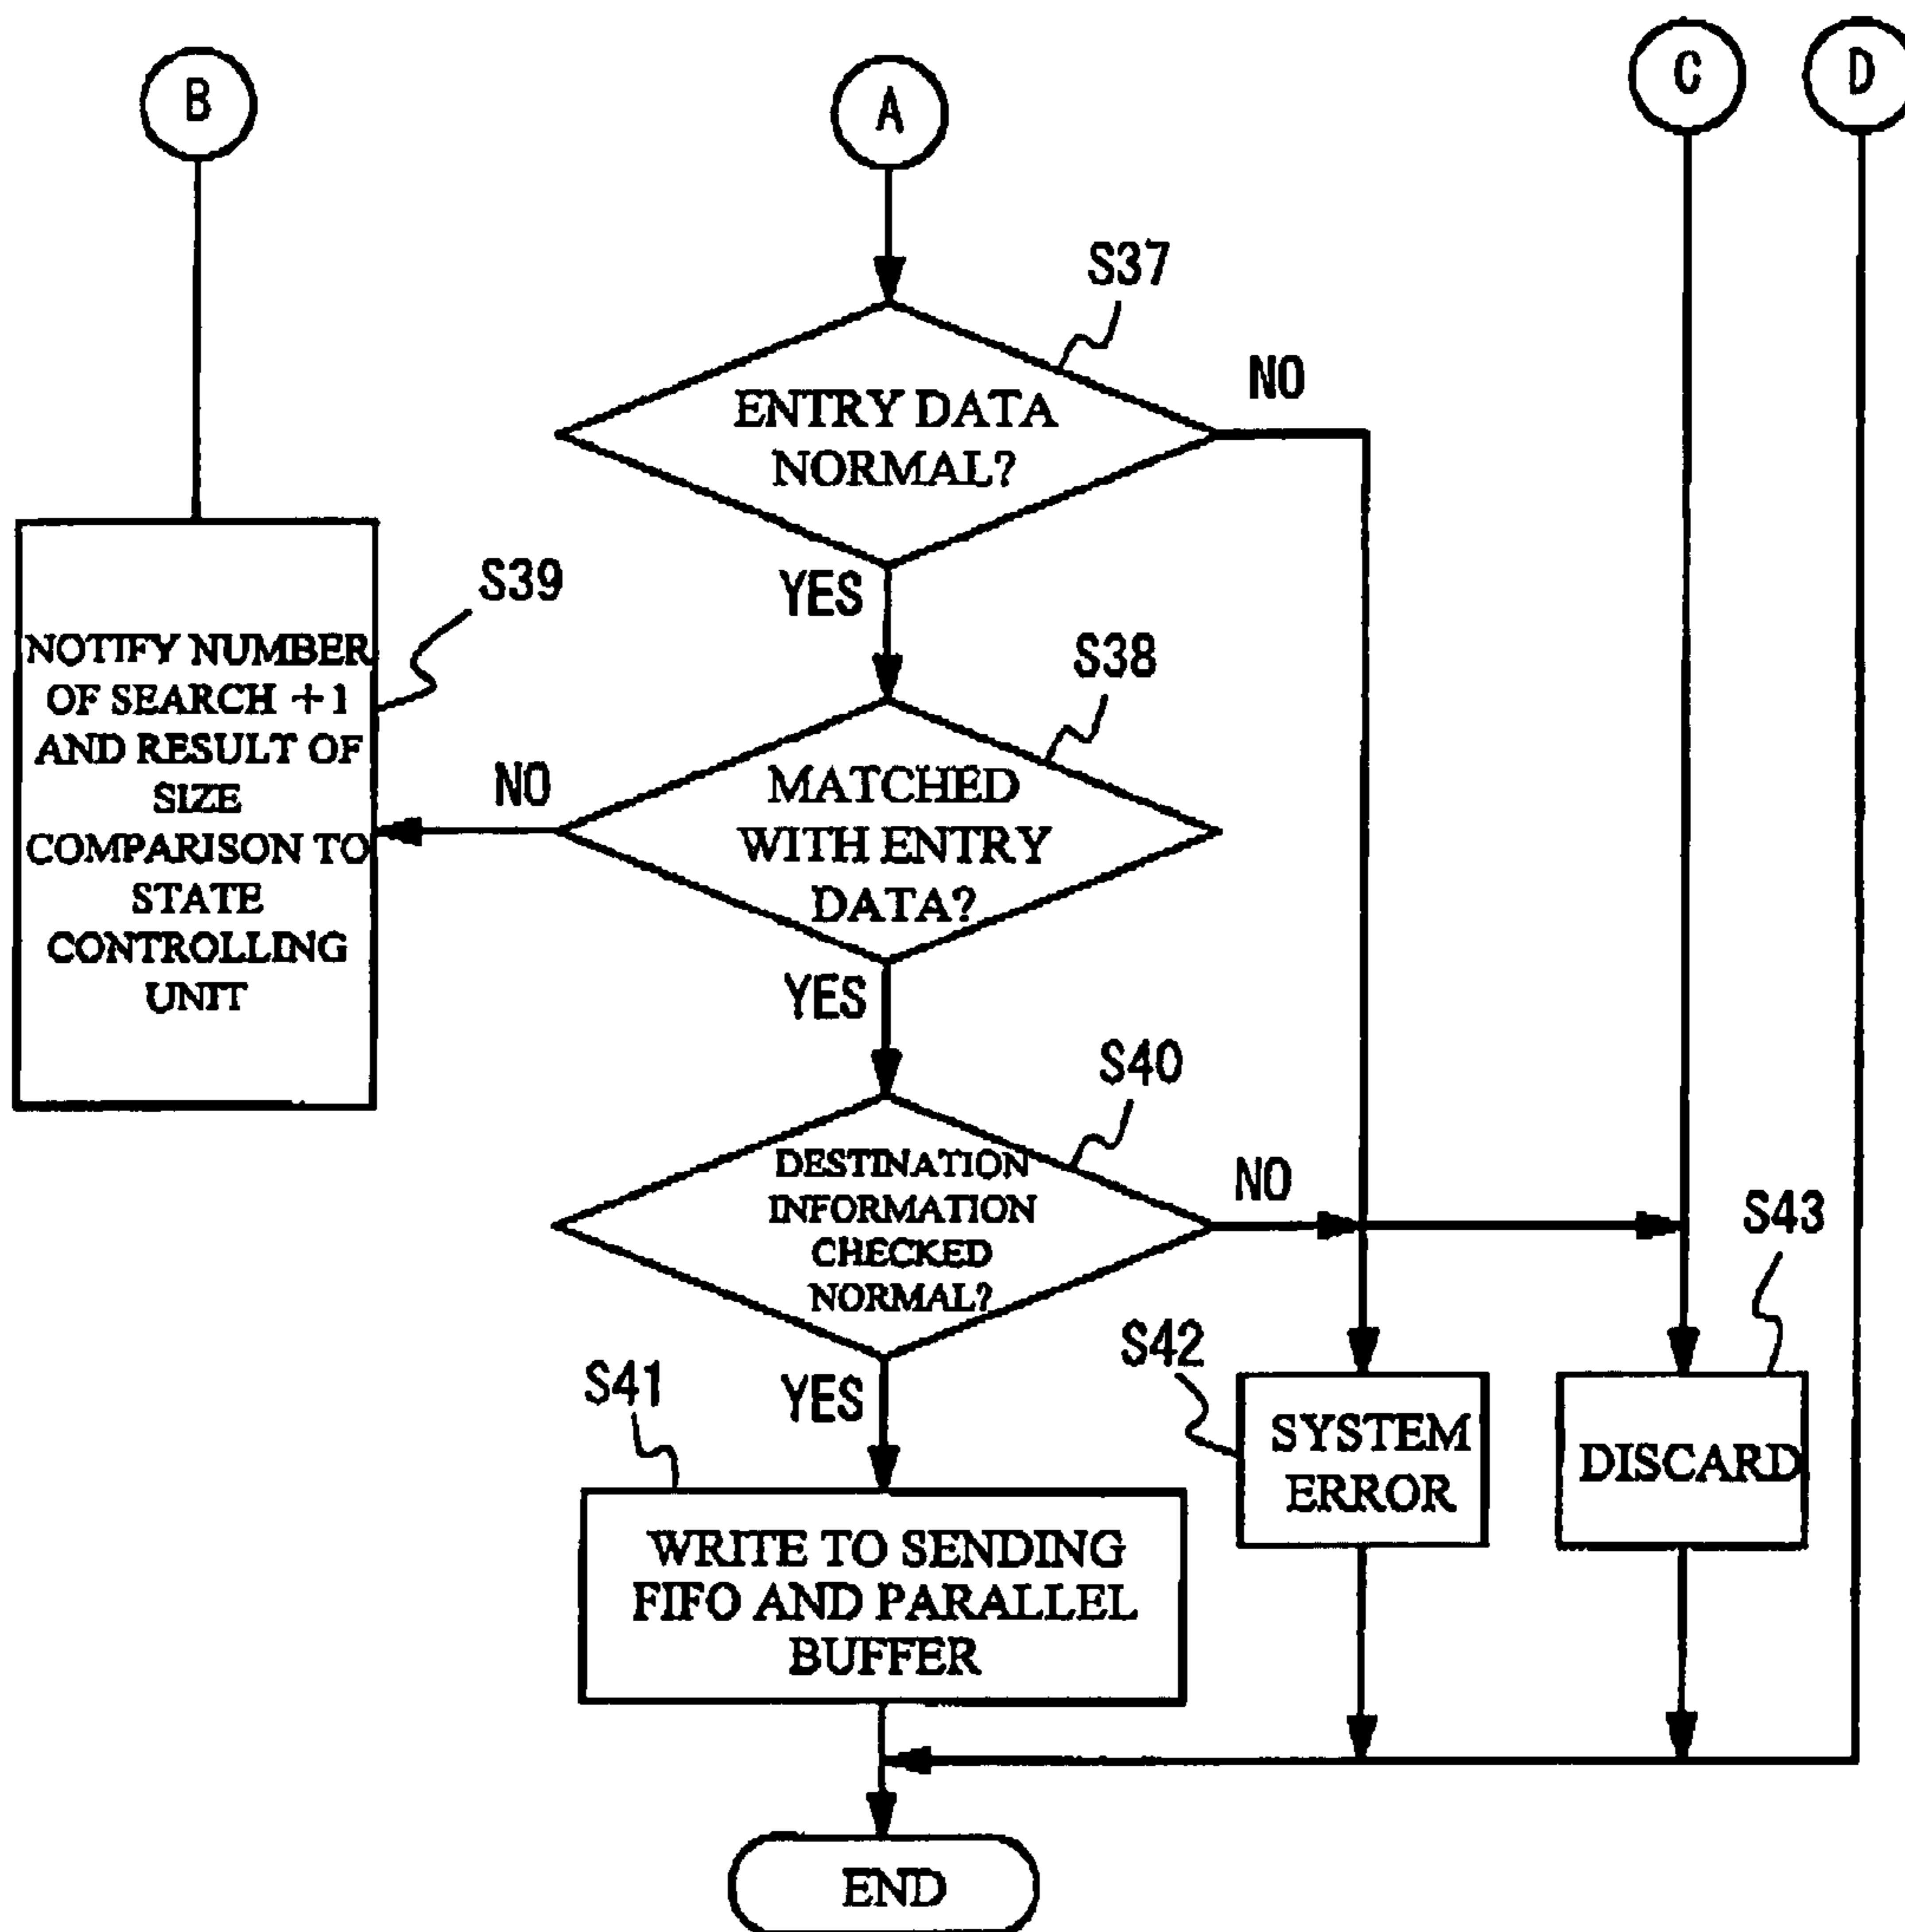 B
A
C
D
S37
ENTRY DATA
NORMAL?
NO
YES
S39
NOTIFY NUMBER
OF SEARCH +1
AND RESULT OF
SIZE
COMPARISON TO
STATE
CONTROLLING
UNIT
S38
MATCHED
WITH ENTRY
DATA?
NO
YES
S40
DESTINATION
INFORMATION
CHECKED
NORMAL?
NO
YES
S41
WRITE TO SENDING
FIFO AND PARALLEL
BUFFER
S42
SYSTEM
ERROR
S43
DISCARD
END